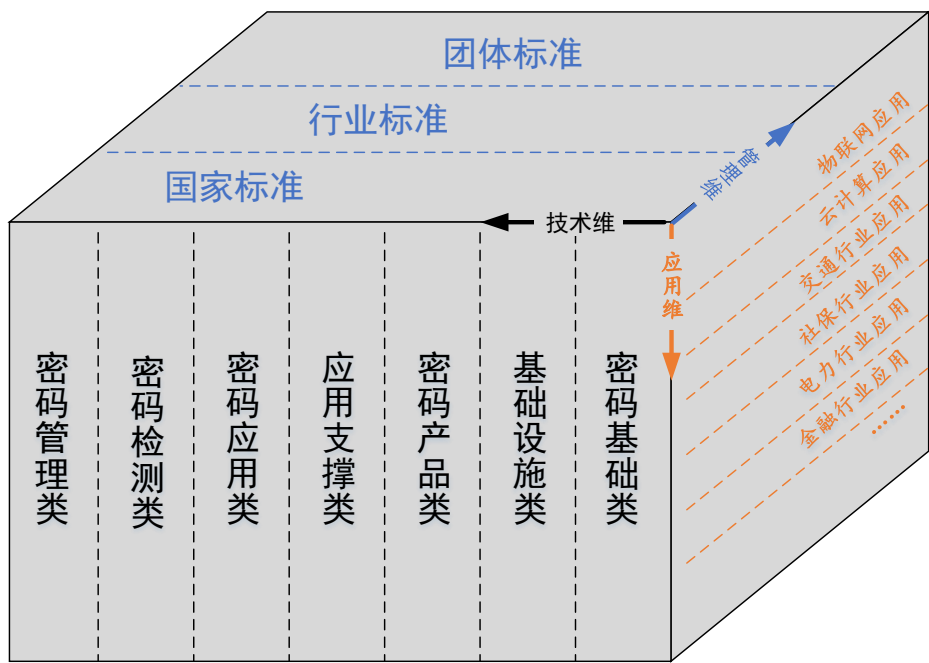 团体标准
行业标准
国家标准
管理维
技术维
应用维
密码管理类
密码检测类
密码应用类
应用支撑类
密码产品类
基础设施类
密码基础类
物联网应用
云计算应用
交通行业应用
社保行业应用
电力行业应用
金融行业应用
……